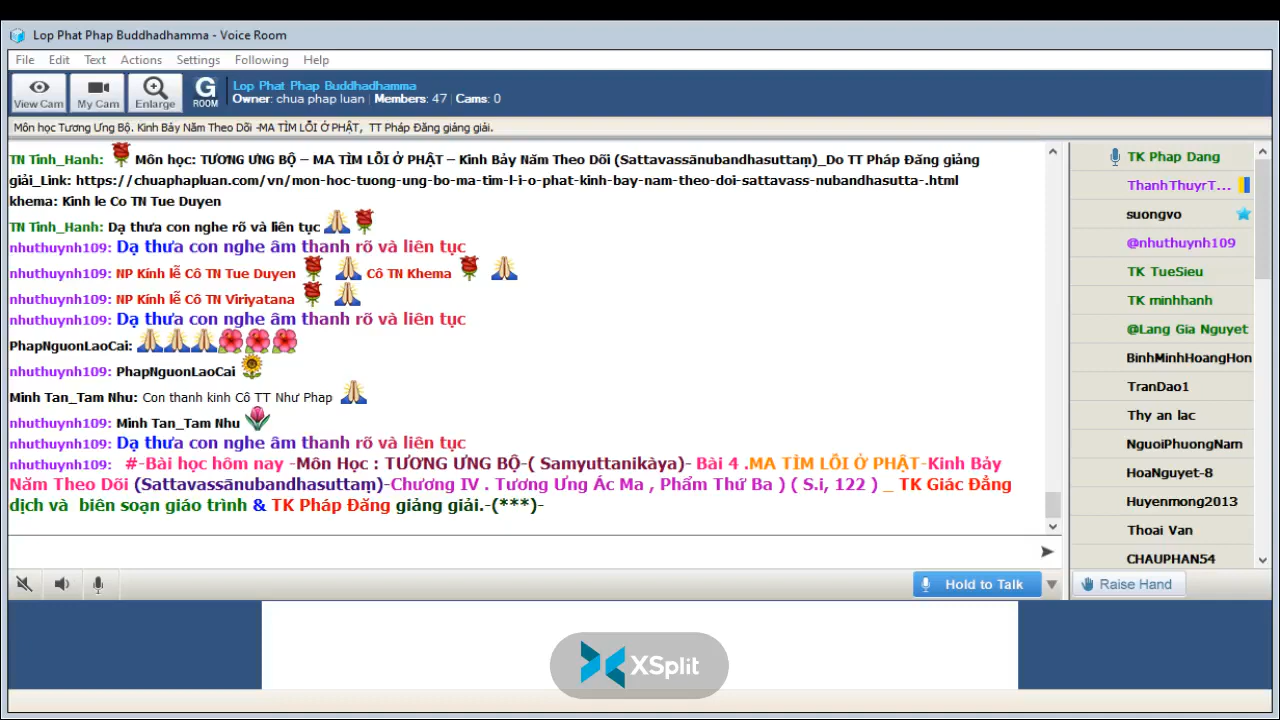 Lop Phat Phap Buddhadhamma - Voice Room
File Edit Text Actions Settings Following Help
View Cam My Cam Enlarge G ROOM
Lop Phat Phap Buddhadhamma
Owner: chua phap luan | Members: 47 | Cams: 0
Môn học Tương Ưng Bộ. Kinh Bảy Năm Theo Dõi -MA TÌM LỖI Ở PHẬT, TT Pháp Đăng giảng giải.
TN Tinh_Hanh: Môn học: TƯƠNG ƯNG BỘ – MA TÌM LỖI Ở PHẬT – Kinh Bảy Năm Theo Dõi (Sattavassānubandhasuttaṃ)_Do TT Pháp Đăng giảng
giải_Link: https://chuaphapluan.com/vn/mon-hoc-tuong-ung-bo-ma-tim-l-i-o-phat-kinh-bay-nam-theo-doi-sattavass-nubandhasutta-.html
khema: Kinh le Co TN Tue Duyen
TN Tinh_Hanh: Dạ thưa con nghe rõ và liên tục
nhuthuynh109: Dạ thưa con nghe âm thanh rõ và liên tục
nhuthuynh109: NP Kính lễ Cô TN Tue Duyen Cô TN Khema
nhuthuynh109: NP Kính lễ Cô TN Viriyatana
nhuthuynh109: Dạ thưa con nghe âm thanh rõ và liên tục
PhapNguonLaoCai:
nhuthuynh109: PhapNguonLaoCai
Minh Tan_Tam Nhu: Con thanh kinh Cô TT Như Phap
nhuthuynh109: Minh Tan_Tam Nhu
nhuthuynh109: Dạ thưa con nghe âm thanh rõ và liên tục
nhuthuynh109: #-Bài học hôm nay -Môn Học : TƯƠNG ƯNG BỘ-( Samyuttanikàya)- Bài 4 .MA TÌM LỖI Ở PHẬT-Kinh Bảy
Năm Theo Dõi (Sattavassānubandhasuttaṃ)-Chương IV . Tương Ưng Ác Ma , Phẩm Thứ Ba ) ( S.i, 122 ) _ TK Giác Đẳng
dịch và biên soạn giáo trình & TK Pháp Đăng giảng giải.-(***)-
TK Phap Dang
ThanhThuyrT...
suongvo
@nhuthuynh109
TK TueSieu
TK minhhanh
@Lang Gia Nguyet
BinhMinhHoangHon
TranDao1
Thy an lac
NguoiPhuongNam
HoaNguyet-8
Huyenmong2013
Thoai Van
CHAUPHAN54
Hold to Talk
Raise Hand
XSplit